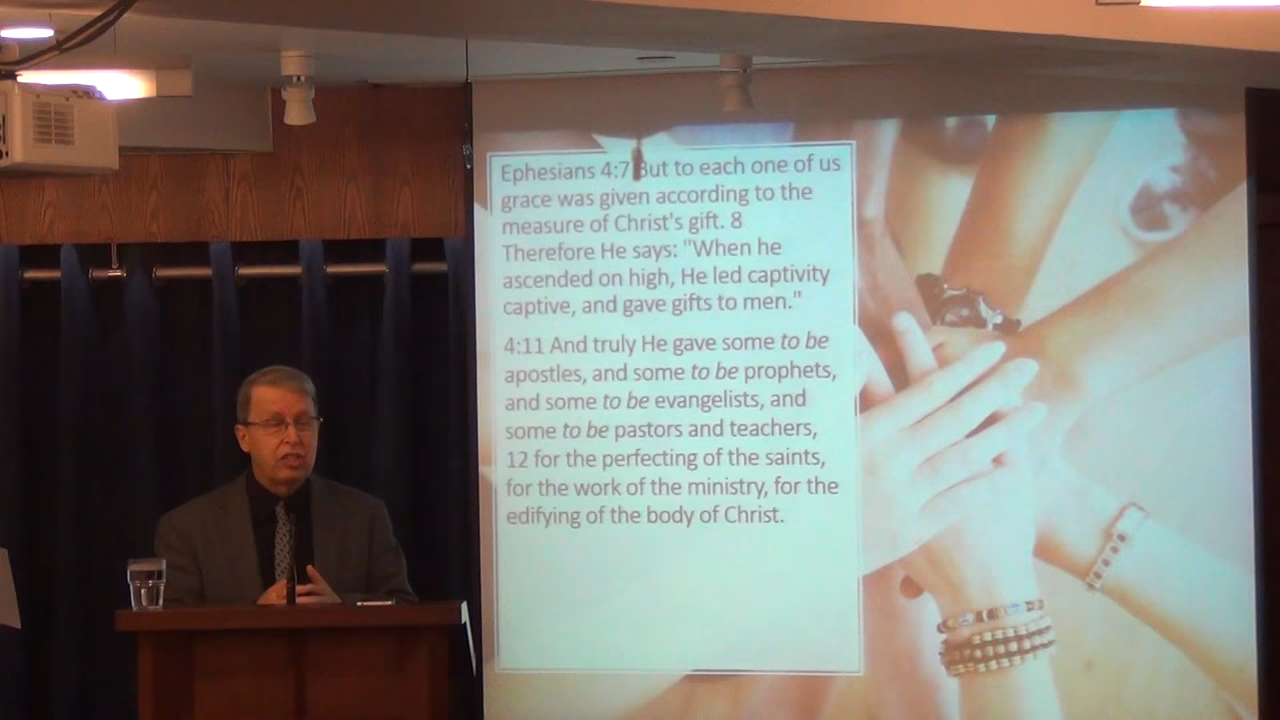 Ephesians 4:7 But to each one of us
grace was given according to the
measure of Christ's gift. 8
Therefore He says: "When he
ascended on high, He led captivity
captive, and gave gifts to men."
4:11 And truly He gave some to be
apostles, and some to be prophets,
and some to be evangelists, and
some to be pastors and teachers,
12 for the perfecting of the saints,
for the work of the ministry, for the
edifying of the body of Christ.